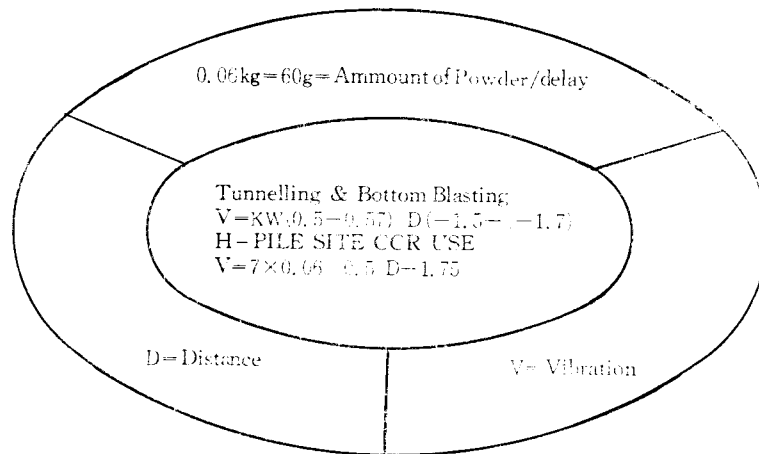 0.06kg=60g=Ammount of Powder/delay
Tunnelling & Bottom Blasting
V=KW(0.5-0.57) D(-1.5- -1.7)
H-PILE SITE CCR USE
V=7×0.06 0.5 D-1.75
D=Distance
V=Vibration